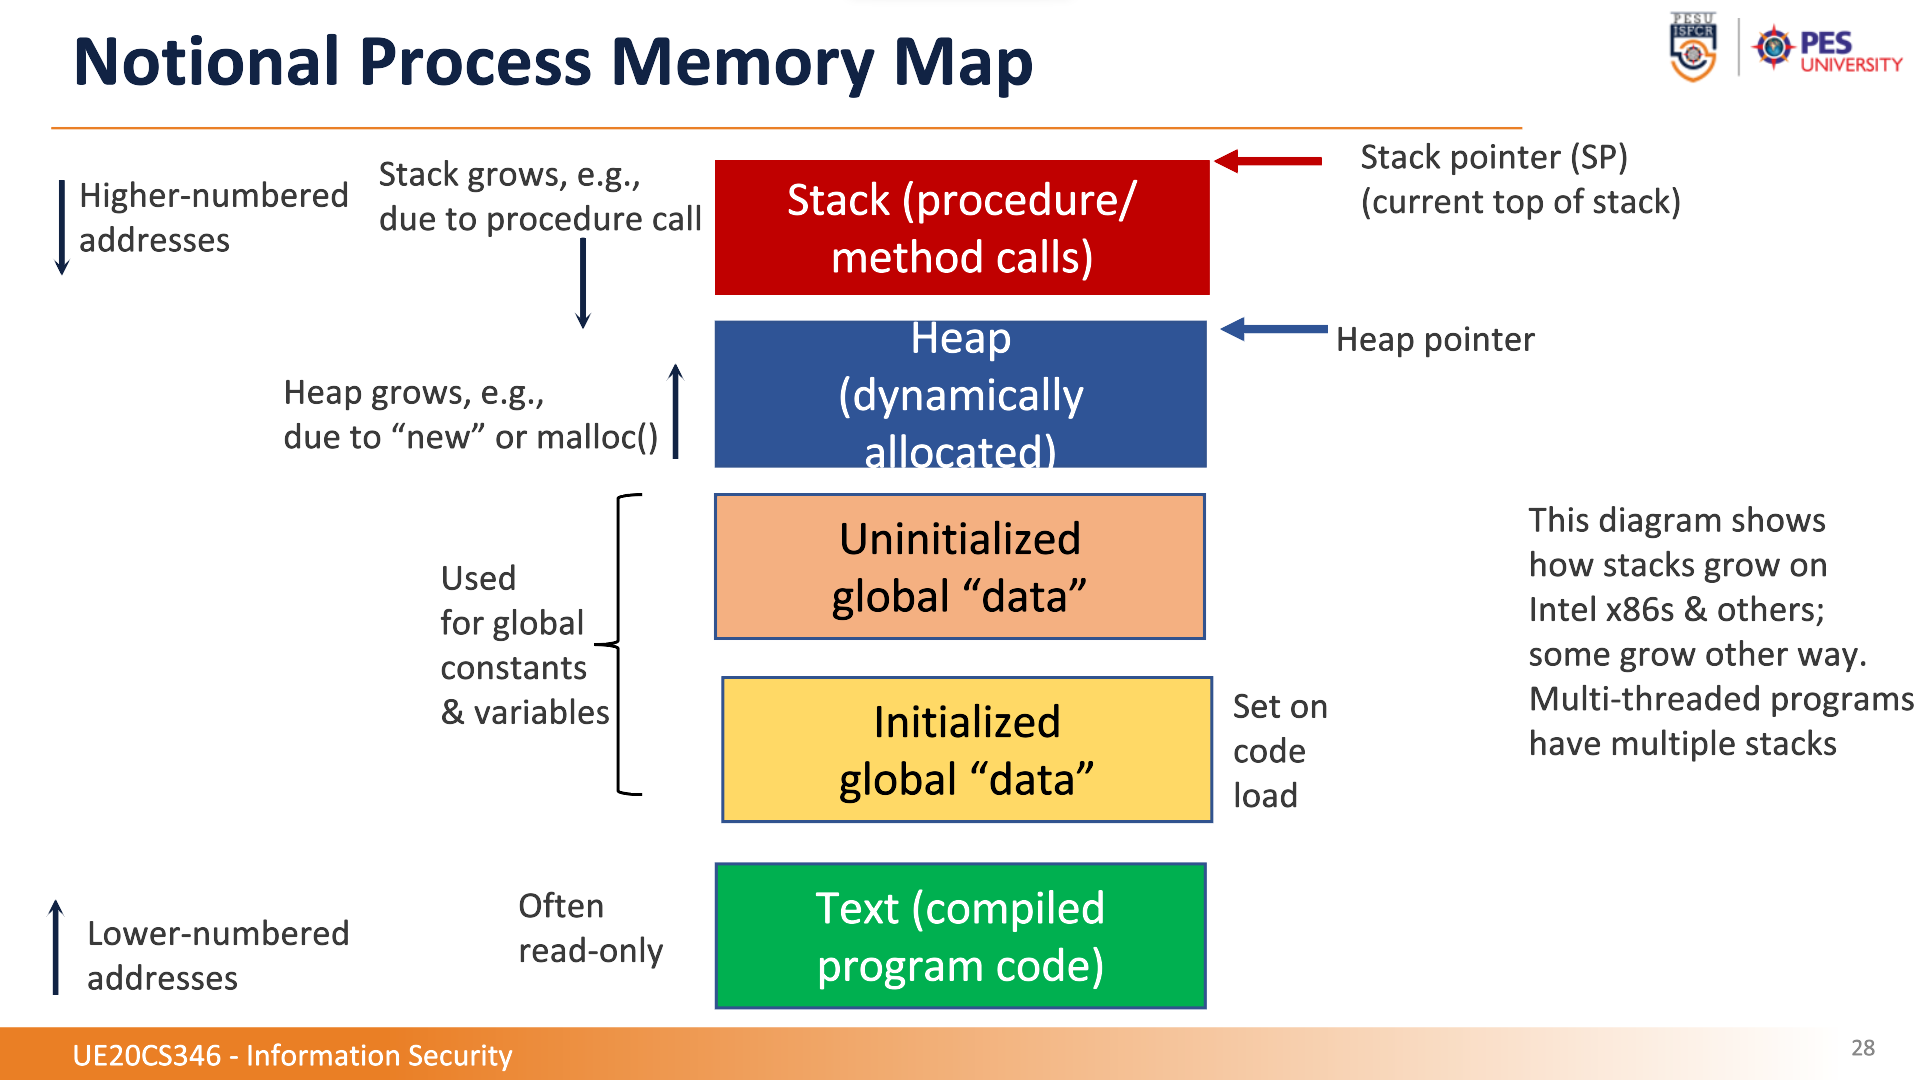 Notional Process Memory Map
PESU
ISFCR
PES
UNIVERSITY
Higher-numbered
addresses
Stack grows, e.g.,
due to procedure call
Stack (procedure/
method calls)
Stack pointer (SP)
(current top of stack)
Heap grows, e.g.,
due to “new” or malloc()
Heap
(dynamically
allocated)
Heap pointer
Used
for global
constants
& variables
Uninitialized
global “data”
Initialized
global “data”
Set on
code
load
This diagram shows
how stacks grow on
Intel x86s & others;
some grow other way.
Multi-threaded programs
have multiple stacks
Lower-numbered
addresses
Often
read-only
Text (compiled
program code)
UE20CS346 - Information Security
28